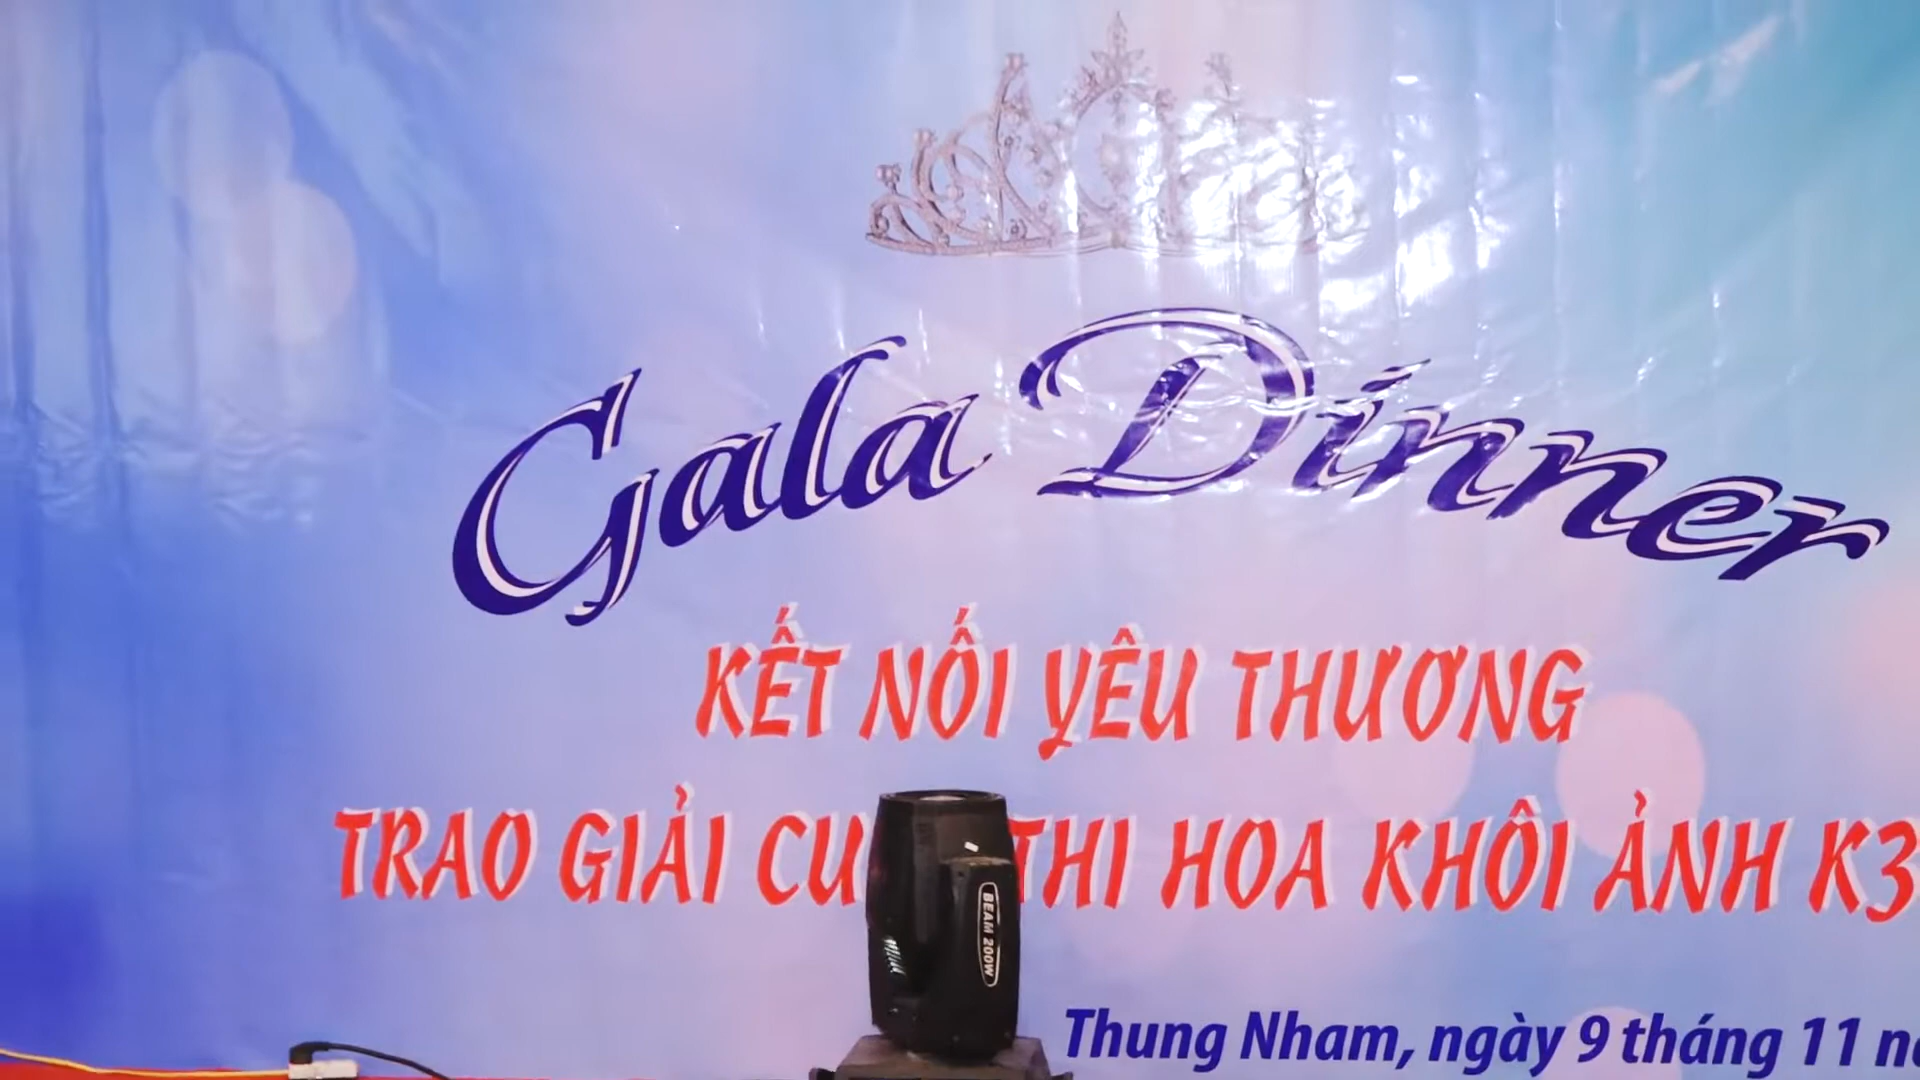 Gala Dinner
KẾT NỐI YÊU THƯƠNG
TRAO GIẢI THI HOA KHÔI ẢNH K3
BEAM 200W
Thung Nham, ngày 9 tháng 11